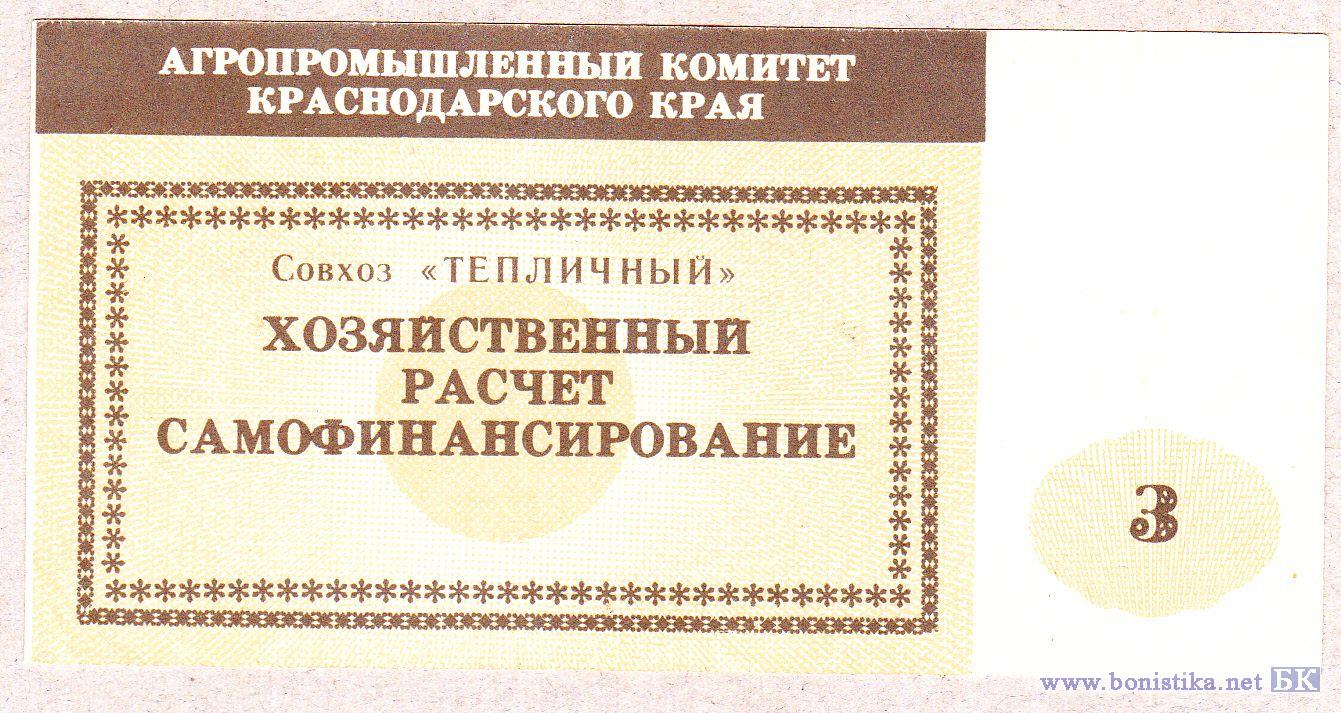 АГРОПРОМЫШЛЕННЫЙ КОМИТЕТ
КРАСНОДАРСКОГО КРАЯ
Совхоз «ТЕПЛИЧНЫЙ»
ХОЗЯЙСТВЕННЫЙ
РАСЧЕТ
САМОФИНАНСИРОВАНИЕ
3
www.bonistika.net БК